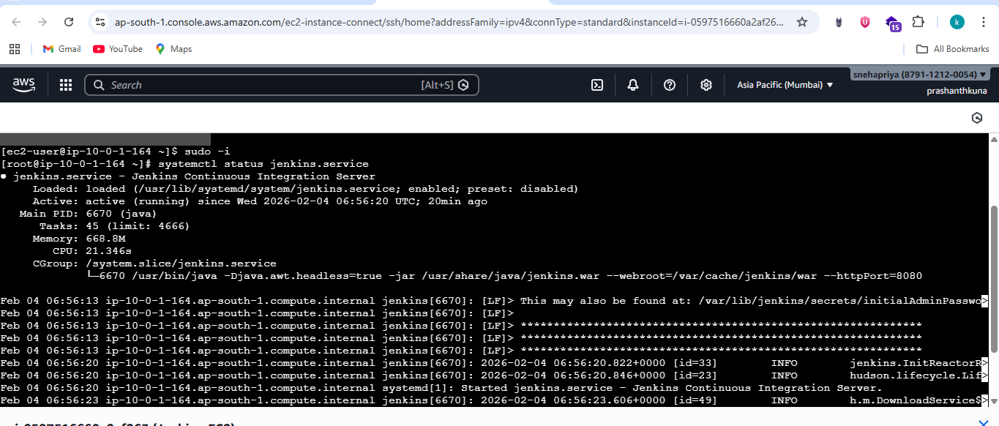 ap-south-1.console.aws.amazon.com/ec2-instance-connect/ssh/home?addressFamily=ipv4&connType=standard&instanceId=i-0597516660a2af26...
U
15
k
Gmail YouTube Maps All Bookmarks
aws Search [Alt+S] Asia Pacific (Mumbai) snehapriya (8791-1212-0054)
prashanthkuna
[ec2-user@ip-10-0-1-164 ~]$ sudo -i
[root@ip-10-0-1-164 ~]# systemctl status jenkins.service
● jenkins.service - Jenkins Continuous Integration Server
Loaded: loaded (/usr/lib/systemd/system/jenkins.service; enabled; preset: disabled)
Active: active (running) since Wed 2026-02-04 06:56:20 UTC; 20min ago
Main PID: 6670 (java)
Tasks: 45 (limit: 4666)
Memory: 668.8M
CPU: 21.346s
CGroup: /system.slice/jenkins.service
└─6670 /usr/bin/java -Djava.awt.headless=true -jar /usr/share/java/jenkins.war --webroot=/var/cache/jenkins/war --httpPort=8080
Feb 04 06:56:13 ip-10-0-1-164.ap-south-1.compute.internal jenkins[6670]: [LF]> This may also be found at: /var/lib/jenkins/secrets/initialAdminPasswo>
Feb 04 06:56:13 ip-10-0-1-164.ap-south-1.compute.internal jenkins[6670]: [LF]>
Feb 04 06:56:13 ip-10-0-1-164.ap-south-1.compute.internal jenkins[6670]: [LF]> *************************************************************
Feb 04 06:56:13 ip-10-0-1-164.ap-south-1.compute.internal jenkins[6670]: [LF]> *************************************************************
Feb 04 06:56:13 ip-10-0-1-164.ap-south-1.compute.internal jenkins[6670]: [LF]> *************************************************************
Feb 04 06:56:20 ip-10-0-1-164.ap-south-1.compute.internal jenkins[6670]: 2026-02-04 06:56:20.822+0000 [id=33] INFO jenkins.InitReactorR>
Feb 04 06:56:20 ip-10-0-1-164.ap-south-1.compute.internal jenkins[6670]: 2026-02-04 06:56:20.846+0000 [id=23] INFO hudson.lifecycle.Lif>
Feb 04 06:56:20 ip-10-0-1-164.ap-south-1.compute.internal systemd[1]: Started jenkins.service - Jenkins Continuous Integration Server.
Feb 04 06:56:23 ip-10-0-1-164.ap-south-1.compute.internal jenkins[6670]: 2026-02-04 06:56:23.606+0000 [id=49] INFO h.m.DownloadService$>